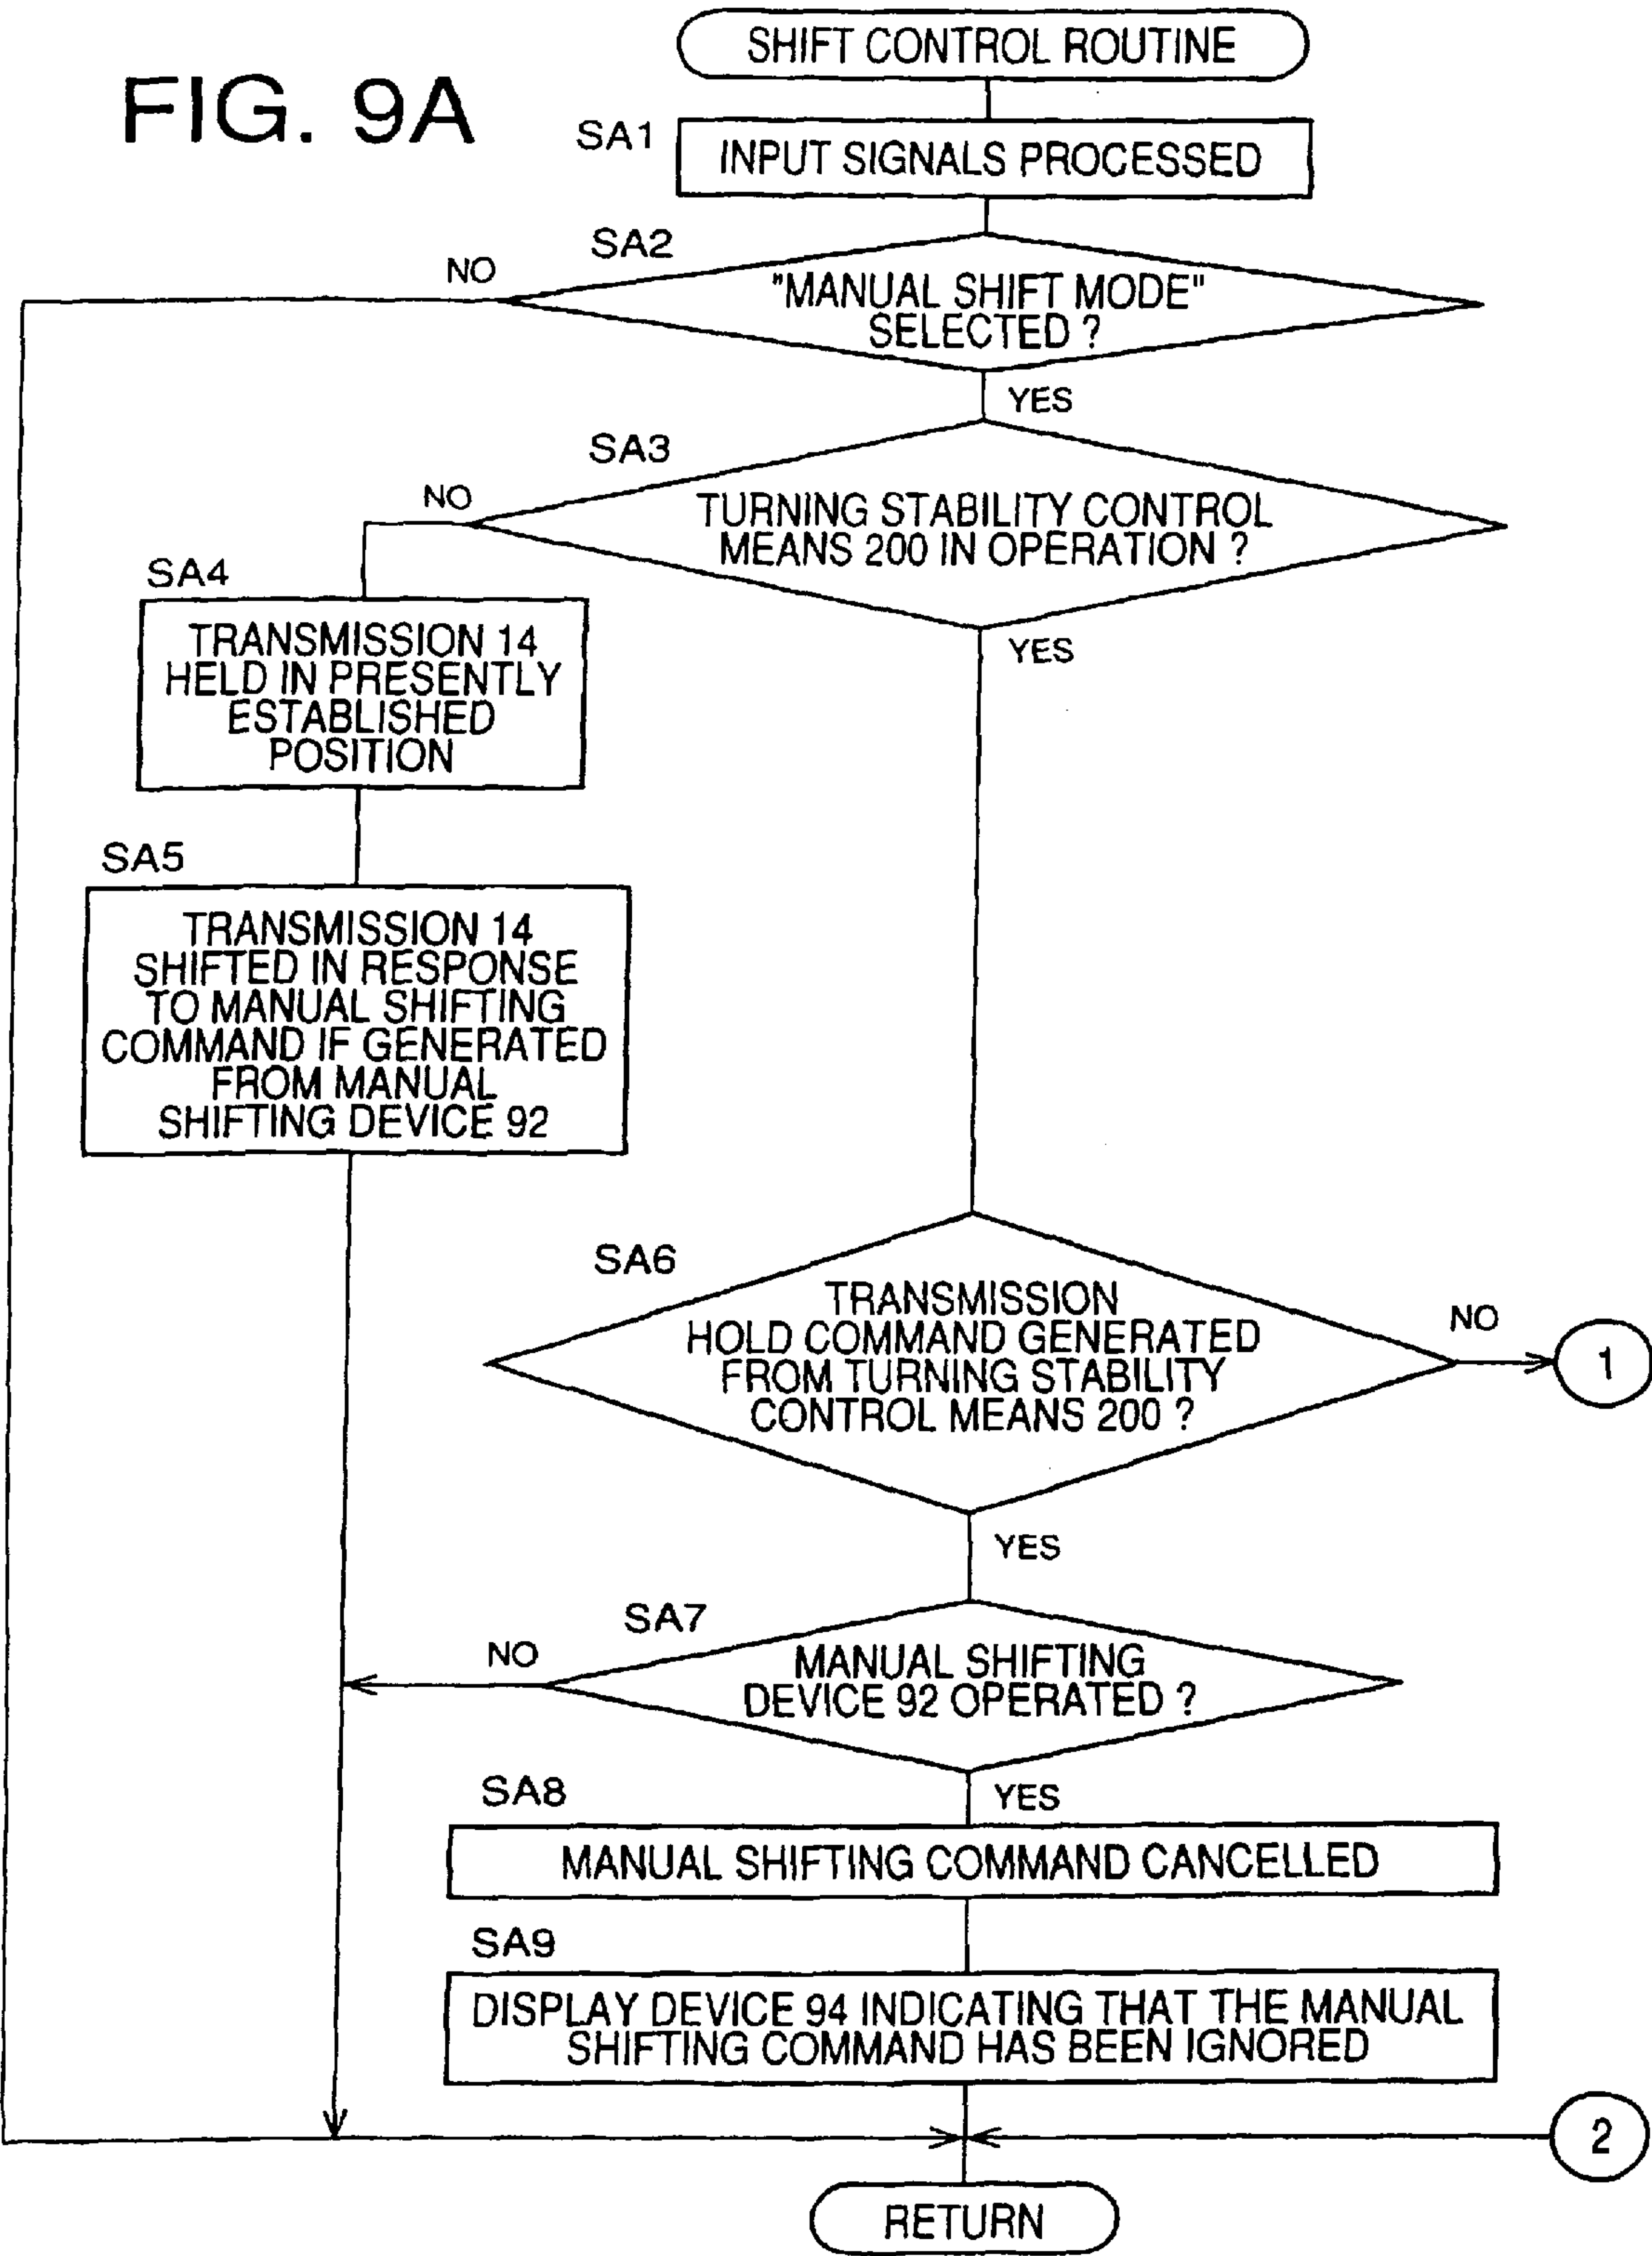 SHIFT CONTROL ROUTINE
FIG. 9A
SA1
INPUT SIGNALS PROCESSED
SA2
NO
"MANUAL SHIFT MODE"
SELECTED ?
YES
SA3
NO
TURNING STABILITY CONTROL
MEANS 200 IN OPERATION ?
YES
SA4
TRANSMISSION 14
HELD IN PRESENTLY
ESTABLISHED
POSITION
SA5
TRANSMISSION 14
SHIFTED IN RESPONSE
TO MANUAL SHIFTING
COMMAND IF GENERATED
FROM MANUAL
SHIFTING DEVICE 92
SA6
TRANSMISSION
HOLD COMMAND GENERATED
FROM TURNING STABILITY
CONTROL MEANS 200 ?
NO
1
YES
SA7
NO
MANUAL SHIFTING
DEVICE 92 OPERATED ?
YES
SA8
MANUAL SHIFTING COMMAND CANCELLED
SA9
DISPLAY DEVICE 94 INDICATING THAT THE MANUAL
SHIFTING COMMAND HAS BEEN IGNORED
2
RETURN